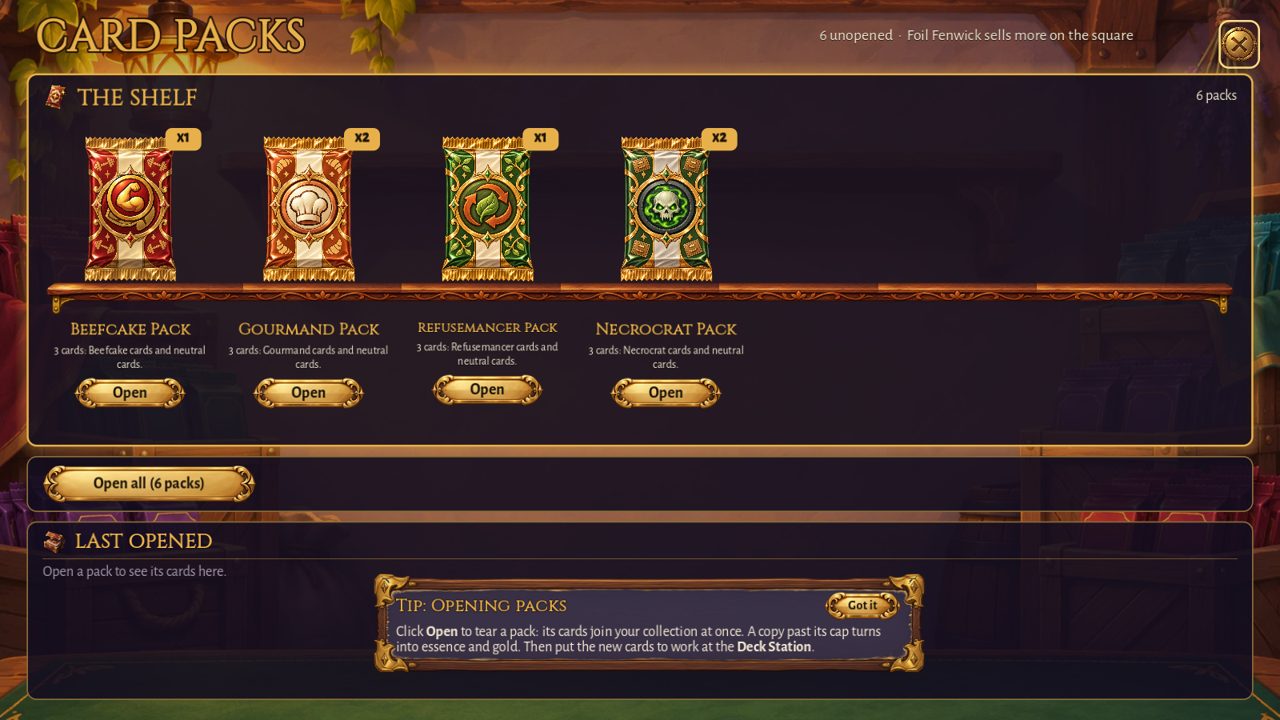 CARD PACKS
6 unopened · Foil Fenwick sells more on the square
THE SHELF
6 packs
X1
X2
X1
X2
BEEFCAKE PACK
3 cards: Beefcake cards and neutral
cards.
Open
GOURMAND PACK
3 cards: Gourmand cards and neutral
cards.
Open
REFUSEMANCER PACK
3 cards: Refusemancer cards and
neutral cards.
Open
NECROCRAT PACK
3 cards: Necrocrat cards and neutral
cards.
Open
Open all (6 packs)
LAST OPENED
Open a pack to see its cards here.
TIP: OPENING PACKS
Got it
Click Open to tear a pack: its cards join your collection at once. A copy past its cap turns
into essence and gold. Then put the new cards to work at the Deck Station.